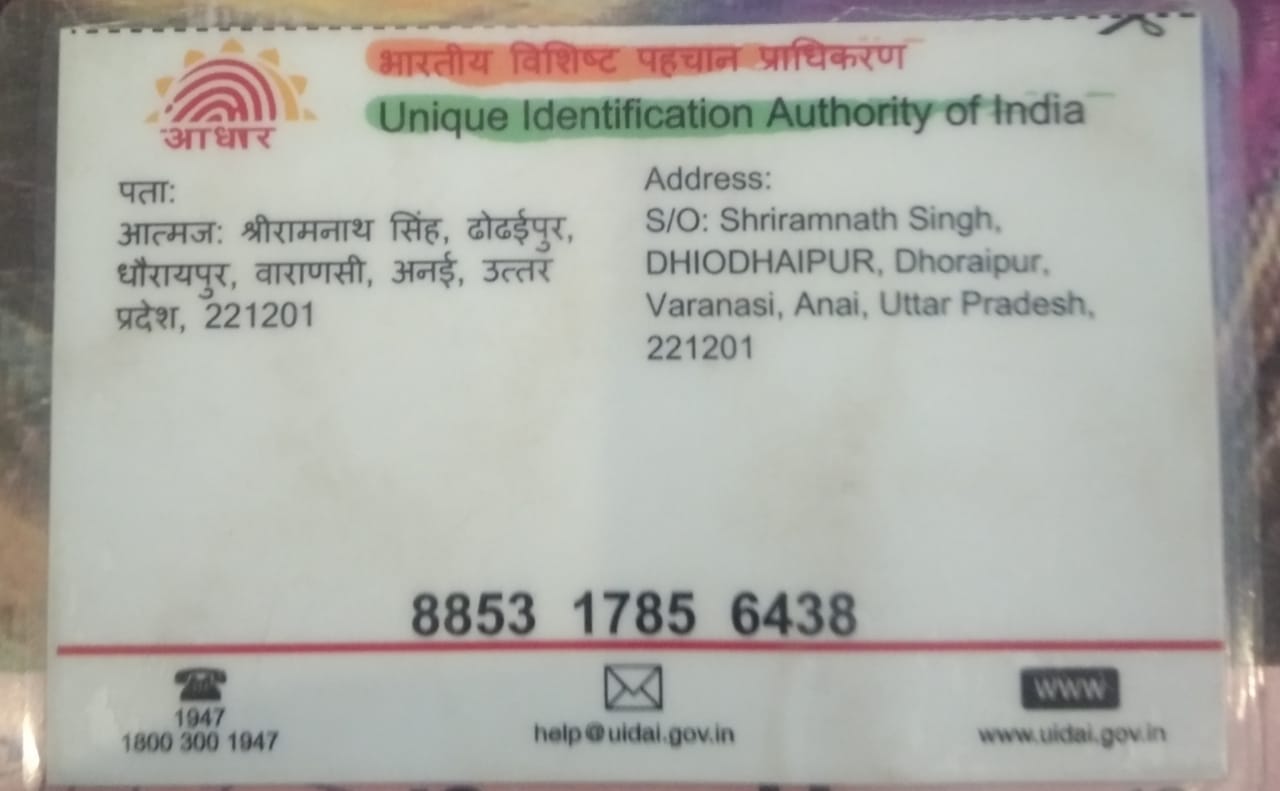 भारतीय विशिष्ट पहचान प्राधिकरण
Unique Identification Authority of India
आधार
पता:
आत्मज: श्रीरामनाथ सिंह, ढोढईपुर,
धौरायपुर, वाराणसी, अनई, उत्तर
प्रदेश, 221201
Address:
S/O: Shriramnath Singh,
DHIODHAIPUR, Dhoraipur,
Varanasi, Anai, Uttar Pradesh,
221201
8853 1785 6438
1947
1800 300 1947
help@uidai.gov.in
www
www.uidai.gov.in